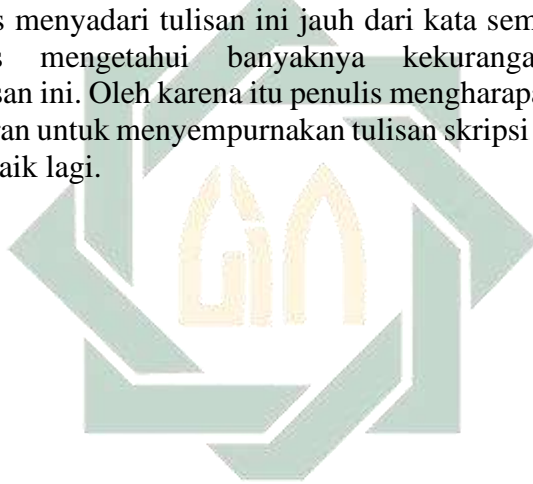 s menyadari tulisan ini jauh dari kata sem
s mengetahui banyaknya kekuranga
san ini. Oleh karena itu penulis mengharapa
ran untuk menyempurnakan tulisan skripsi
aik lagi.